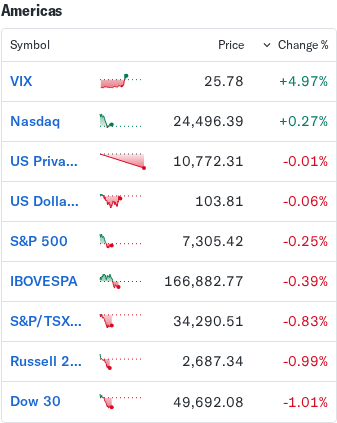 Americas
Symbol Price Change %
VIX 25.78 +4.97%
Nasdaq 24,496.39 +0.27%
US Priva... 10,772.31 -0.01%
US Dolla... 103.81 -0.06%
S&P 500 7,305.42 -0.25%
IBOVESPA 166,882.77 -0.39%
S&P/TSX... 34,290.51 -0.83%
Russell 2... 2,687.34 -0.99%
Dow 30 49,692.08 -1.01%